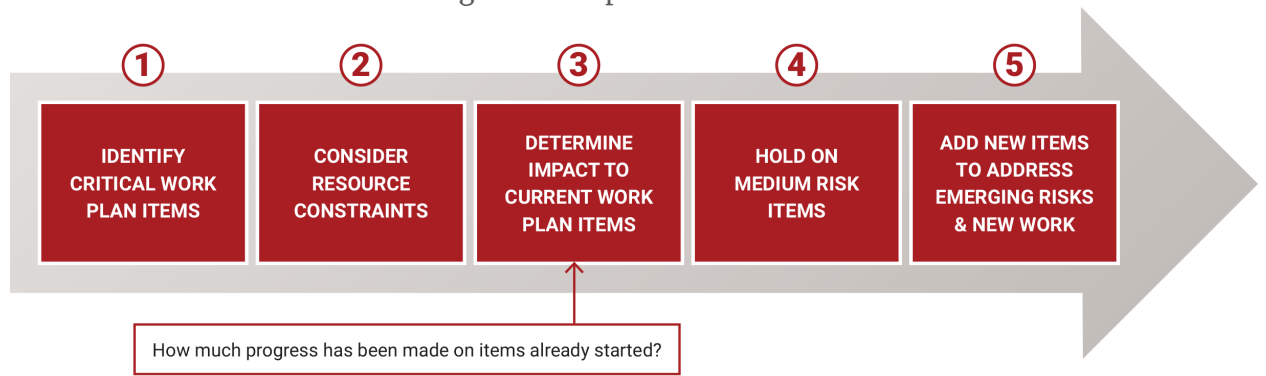 1
IDENTIFY
CRITICAL WORK
PLAN ITEMS
2
CONSIDER
RESOURCE
CONSTRAINTS
3
DETERMINE
IMPACT TO
CURRENT WORK
PLAN ITEMS
4
HOLD ON
MEDIUM RISK
ITEMS
5
ADD NEW ITEMS
TO ADDRESS
EMERGING RISKS
& NEW WORK
How much progress has been made on items already started?